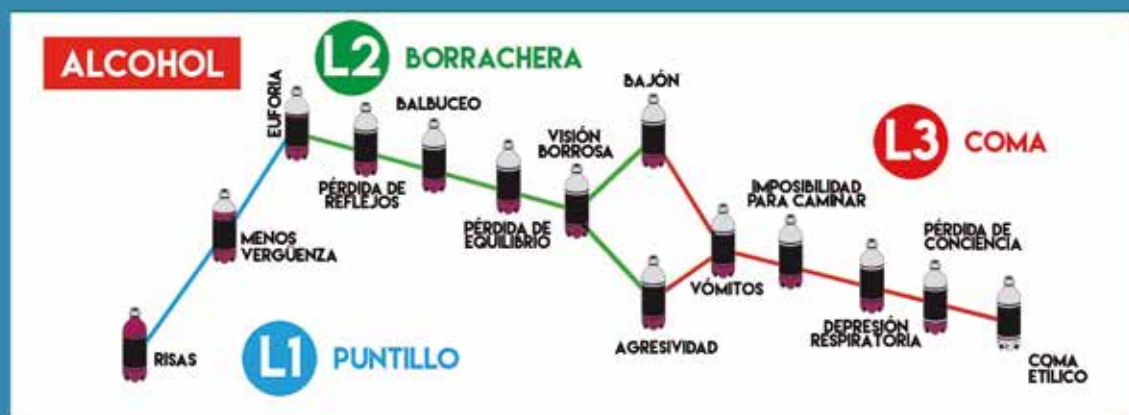 ALCOHOL
L2 BORRACHERA
EUFORIA
BALBUCEO
BAJÓN
L3 COMA
VISIÓN
BORROSA
PÉRDIDA DE
REFLEJOS
IMPOSIBILIDAD
PARA CAMINAR
MENOS
VERGÜENZA
PÉRDIDA DE
EQUILIBRIO
PÉRDIDA DE
CONCIENCIA
VÓMITOS
RISAS
L1 PUNTILLO
AGRESIVIDAD
DEPRESIÓN
RESPIRATORIA
COMA
ETÍLICO